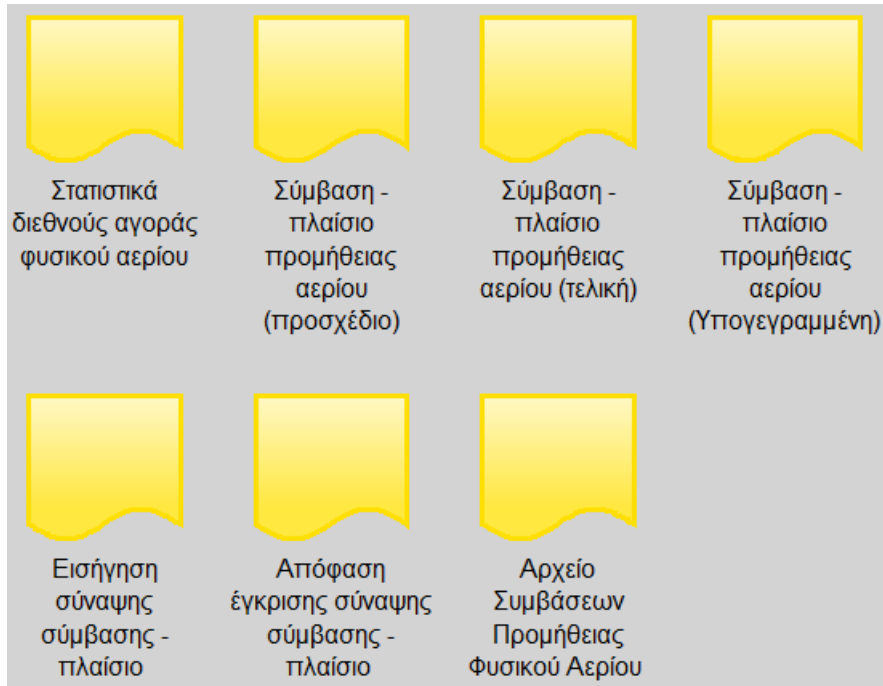 Στατιστικά
διεθνούς αγοράς
φυσικού αερίου
Σύμβαση -
πλαίσιο
προμήθειας
αερίου
(προσχέδιο)
Σύμβαση -
πλαίσιο
προμήθειας
αερίου (τελική)
Σύμβαση -
πλαίσιο
προμήθειας
αερίου
(Υπογεγραμμένη)
Εισήγηση
σύναψης
σύμβασης -
πλαίσιο
Απόφαση
έγκρισης σύναψης
σύμβασης -
πλαίσιο
Αρχείο
Συμβάσεων
Προμήθειας
Φυσικού Αερίου